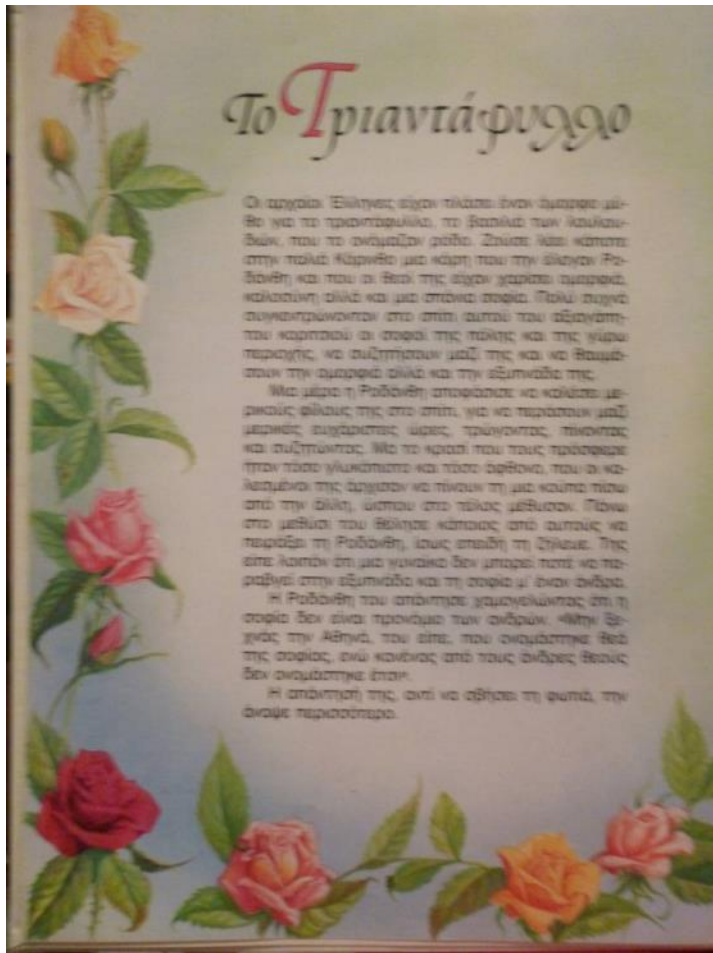 Το Τριαντάφυλλο
Οι αρχαίοι Έλληνες είχαν πλάσει έναν όμορφο μύ-
θο για το τριαντάφυλλο, το βασιλιά των λουλου-
διών, που το ονόμαζαν ρόδο. Ζούσε λέει κάποτε
στην παλιά Κόρινθο μια κόρη που την έλεγαν Ρο-
δάνθη και που οι θεοί της είχαν χαρίσει ομορφιά,
καλοσύνη αλλά και μια σπάνια σοφία. Πολύ συχνά
συγκεντρώνονταν στο σπίτι αυτού του αξιαγάπη-
του κοριτσιού οι σοφοί της πόλης και της γύρω
περιοχής, να συζητήσουν μαζί της και να θαυμά-
σουν την ομορφιά αλλά και την εξυπνάδα της.
Μια μέρα η Ροδάνθη αποφάσισε να καλέσει με-
ρικούς φίλους της στο σπίτι, για να περάσουν μαζί
μερικές ευχάριστες ώρες, τρώγοντας, πίνοντας
και συζητώντας. Μα το κρασί που τους πρόσφερε
ήταν τόσο γλυκόπιοτο και τόσο άφθονο, που οι κα-
λεσμένοι της άρχισαν να πίνουν τη μια κούπα πίσω
από την άλλη, ώσπου στο τέλος μέθυσαν. Πάνω
στο μεθύσι του θέλησε κάποιος από αυτούς να
πειράξει τη Ροδάνθη, ίσως επειδή τη ζήλευε. Της
είπε λοιπόν ότι μια γυναίκα δεν μπορεί ποτέ να πα-
ραβγεί στην εξυπνάδα και τη σοφία μ' έναν άνδρα.
Η Ροδάνθη του απάντησε χαμογελώντας ότι η
σοφία δεν είναι προνόμιο των ανδρών. «Μην ξε-
χνάς την Αθηνά, του είπε, που ονομάστηκε θεά
της σοφίας, ενώ κανένας από τους άνδρες θεούς
δεν ονομάστηκε έτσι».
Η απάντησή της, αντί να σβήσει τη φωτιά, την
άναψε περισσότερο.